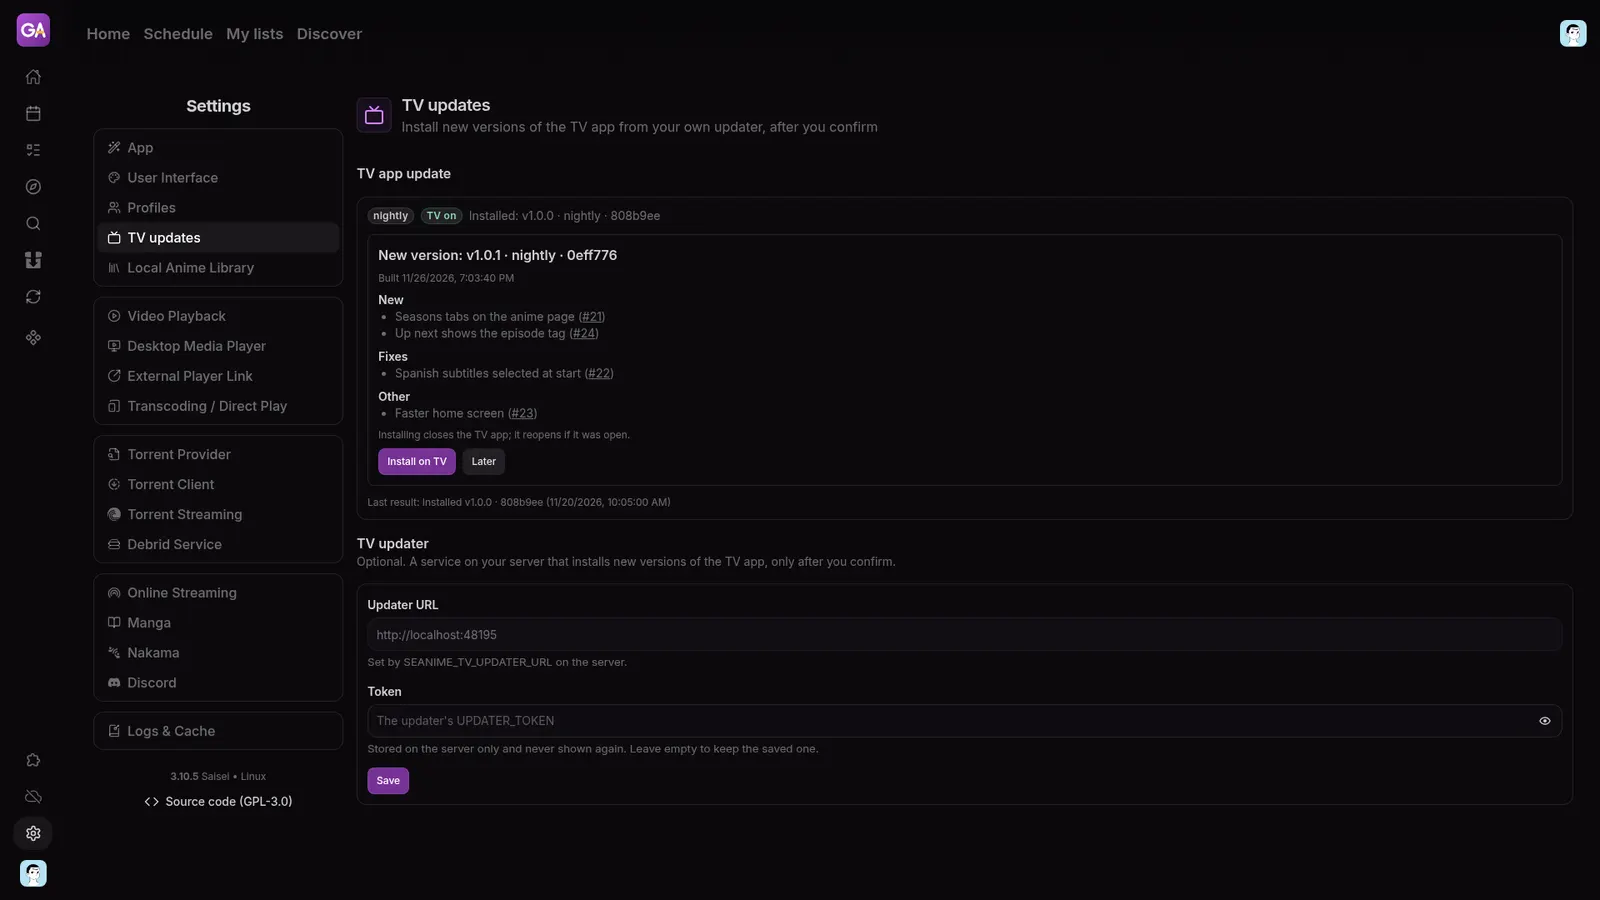 GA
Home Schedule My lists Discover
Settings
App
User Interface
Profiles
TV updates
Local Anime Library
Video Playback
Desktop Media Player
External Player Link
Transcoding / Direct Play
Torrent Provider
Torrent Client
Torrent Streaming
Debrid Service
Online Streaming
Manga
Nakama
Discord
Logs & Cache
3.10.5 Saisei • Linux
Source code (GPL-3.0)
TV updates
Install new versions of the TV app from your own updater, after you confirm
TV app update
nightly TV on Installed: v1.0.0 · nightly · 808b9ee
New version: v1.0.1 · nightly · 0eff776
Built 11/26/2026, 7:03:40 PM
New
• Seasons tabs on the anime page (#21)
• Up next shows the episode tag (#24)
Fixes
• Spanish subtitles selected at start (#22)
Other
• Faster home screen (#23)
Installing closes the TV app; it reopens if it was open.
Install on TV Later
Last result: Installed v1.0.0 · 808b9ee (11/20/2026, 10:05:00 AM)
TV updater
Optional. A service on your server that installs new versions of the TV app, only after you confirm.
Updater URL
http://localhost:48195
Set by SEANIME_TV_UPDATER_URL on the server.
Token
The updater's UPDATER_TOKEN
Stored on the server only and never shown again. Leave empty to keep the saved one.
Save